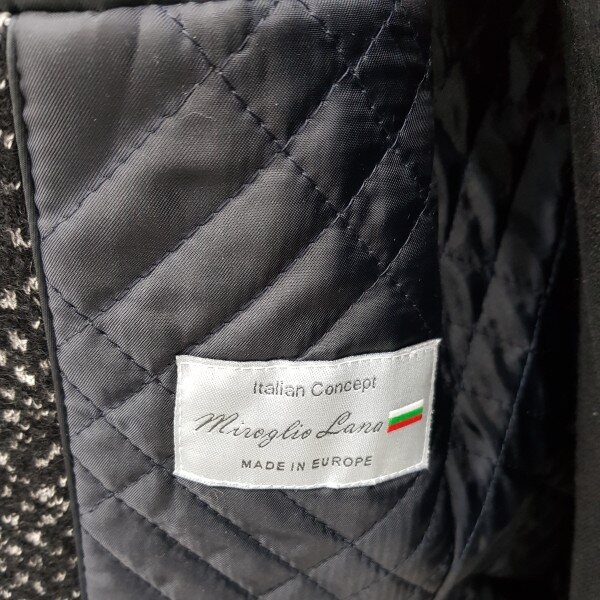 Italian Concept
Miroglio Lana
MADE IN EUROPE